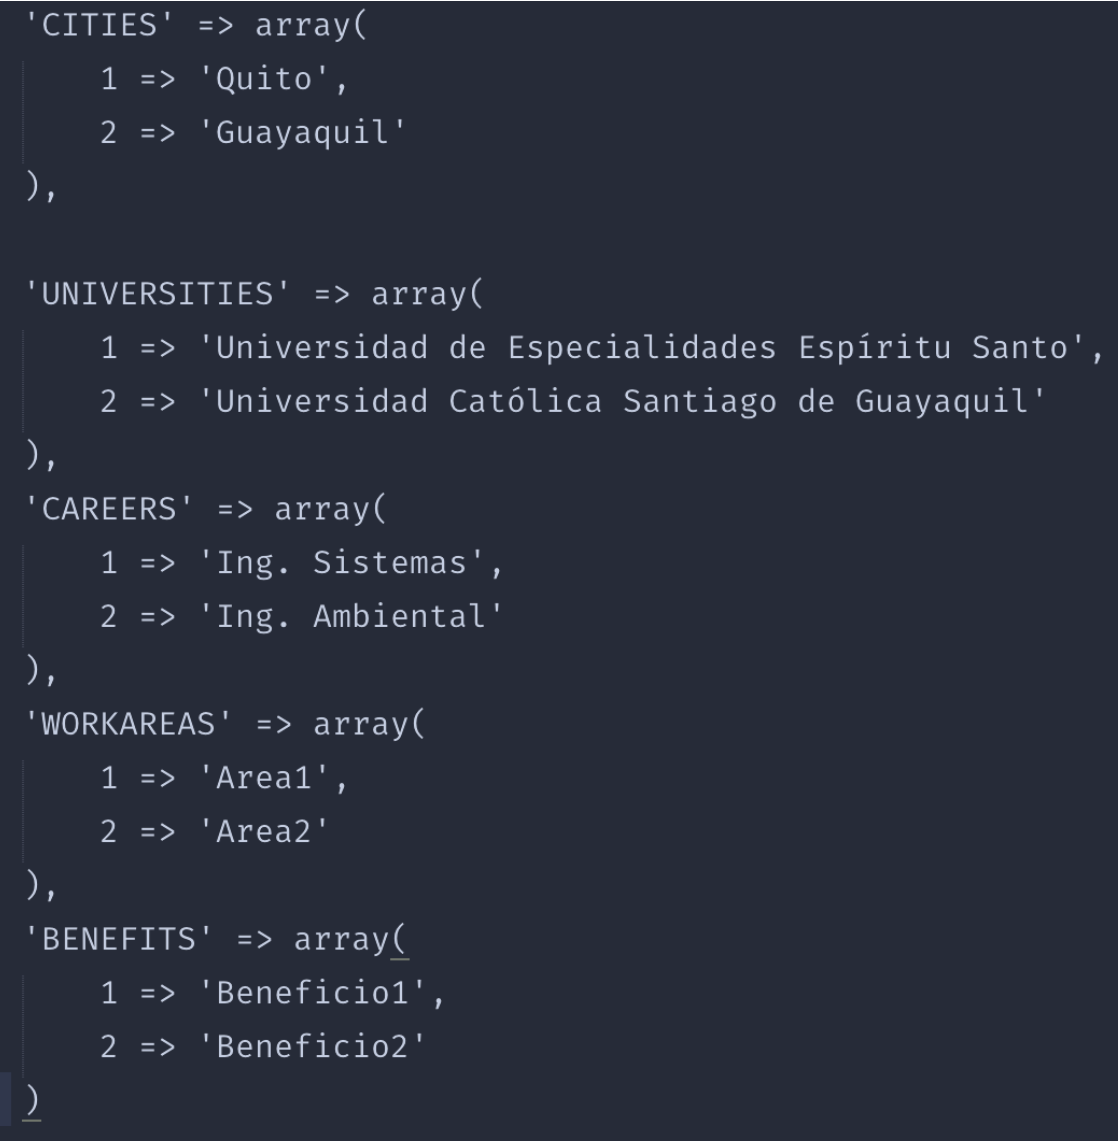 'CITIES' => array(
    1 => 'Quito',
    2 => 'Guayaquil'
),

'UNIVERSITIES' => array(
    1 => 'Universidad de Especialidades Espíritu Santo',
    2 => 'Universidad Católica Santiago de Guayaquil'
),
'CAREERS' => array(
    1 => 'Ing. Sistemas',
    2 => 'Ing. Ambiental'
),
'WORKAREAS' => array(
    1 => 'Area1',
    2 => 'Area2'
),
'BENEFITS' => array(
    1 => 'Beneficio1',
    2 => 'Beneficio2'
)